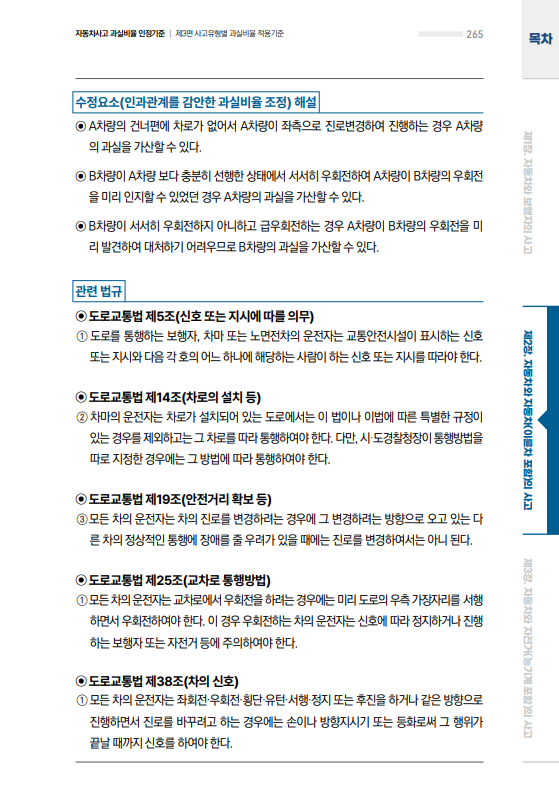 자동차사고 과실비율 인정기준 | 제3편 사고유형별 과실비율 적용기준 265
목차
수정요소(인과관계를 감안한 과실비율 조정) 해설
◉ A차량의 건너편에 차로가 없어서 A차량이 좌측으로 진로변경하여 진행하는 경우 A차량
의 과실을 가산할 수 있다.
◉ B차량이 A차량 보다 충분히 선행한 상태에서 서서히 우회전하여 A차량이 B차량의 우회전
을 미리 인지할 수 있었던 경우 A차량의 과실을 가산할 수 있다.
◉ B차량이 서서히 우회전하지 아니하고 급우회전하는 경우 A차량이 B차량의 우회전을 미
리 발견하여 대처하기 어려우므로 B차량의 과실을 가산할 수 있다.
관련 법규
◉ 도로교통법 제5조(신호 또는 지시에 따를 의무)
① 도로를 통행하는 보행자, 차마 또는 노면전차의 운전자는 교통안전시설이 표시하는 신호
또는 지시와 다음 각 호의 어느 하나에 해당하는 사람이 하는 신호 또는 지시를 따라야 한다.
◉ 도로교통법 제14조(차로의 설치 등)
② 차마의 운전자는 차로가 설치되어 있는 도로에서는 이 법이나 이법에 따른 특별한 규정이
있는 경우를 제외하고는 그 차로를 따라 통행하여야 한다. 다만, 시·도경찰청장이 통행방법을
따로 지정한 경우에는 그 방법에 따라 통행하여야 한다.
◉ 도로교통법 제19조(안전거리 확보 등)
③ 모든 차의 운전자는 차의 진로를 변경하려는 경우에 그 변경하려는 방향으로 오고 있는 다
른 차의 정상적인 통행에 장애를 줄 우려가 있을 때에는 진로를 변경하여서는 아니 된다.
◉ 도로교통법 제25조(교차로 통행방법)
① 모든 차의 운전자는 교차로에서 우회전을 하려는 경우에는 미리 도로의 우측 가장자리를 서행
하면서 우회전하여야 한다. 이 경우 우회전하는 차의 운전자는 신호에 따라 정지하거나 진행
하는 보행자 또는 자전거 등에 주의하여야 한다.
◉ 도로교통법 제38조(차의 신호)
① 모든 차의 운전자는 좌회전·우회전·횡단·유턴·서행·정지 또는 후진을 하거나 같은 방향으로
진행하면서 진로를 바꾸려고 하는 경우에는 손이나 방향지시기 또는 등화로써 그 행위가
끝날 때까지 신호를 하여야 한다.
제1장. 자동차와 보행자의 사고
제2장. 자동차와 자동차(이륜차 포함)의 사고
제3장. 자동차와 자전거(농기계 포함)의 사고